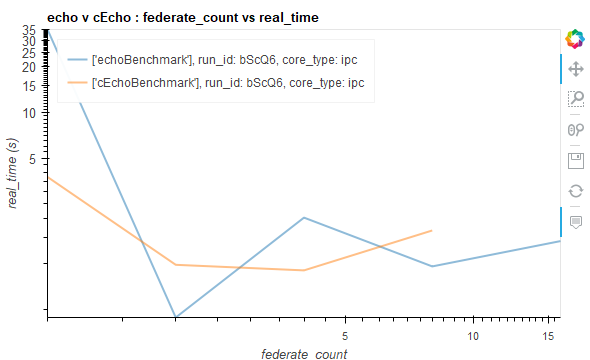 echo v cEcho : federate_count vs real_time
35
30
25
20
15
10
5
real_time (s)
['echoBenchmark'], run_id: bScQ6, core_type: ipc
['cEchoBenchmark'], run_id: bScQ6, core_type: ipc
5
10
15
federate_count